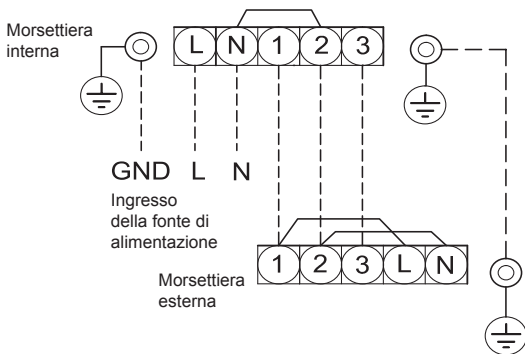 Morsettiera
interna
L N 1 2 3
GND L N
Ingresso
della fonte di
alimentazione
1 2 3 L N
Morsettiera
esterna